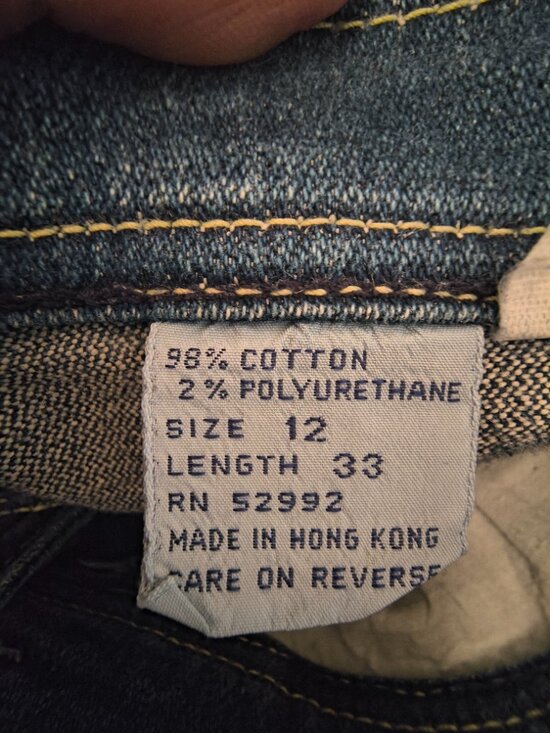 98% COTTON
2% POLYURETHANE
SIZE 12
LENGTH 33
RN 52992
MADE IN HONG KONG
CARE ON REVERSE